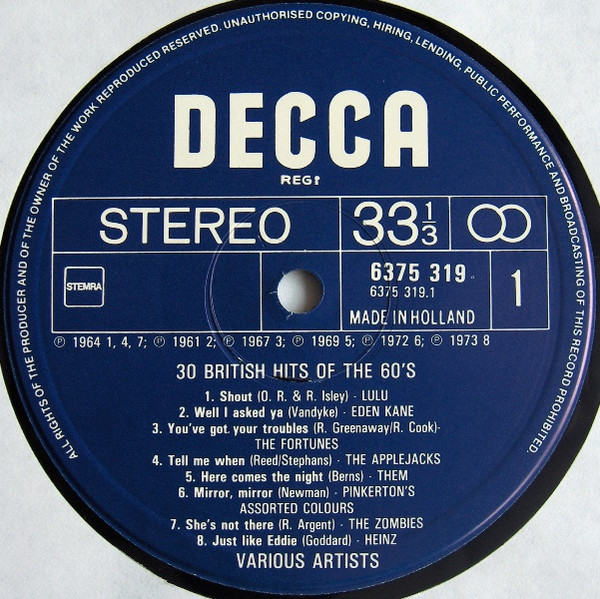 ALL RIGHTS OF THE PRODUCER AND OF THE OWNER OF THE WORK REPRODUCED RESERVED. UNAUTHORISED COPYING, HIRING, LENDING, PUBLIC PERFORMANCE AND BROADCASTING OF THIS RECORD PROHIBITED.
DECCA
REG!
STEREO 33 1/3
STEMRA 6375 319
6375 319.1
1
MADE IN HOLLAND
℗ 1964 1, 4, 7; ℗ 1961 2; ℗ 1967 3; ℗ 1969 5; ℗ 1972 6; ℗ 1973 8
30 BRITISH HITS OF THE 60'S
1. Shout (O. R. & R. Isley) - LULU
2. Well I asked ya (Vandyke) - EDEN KANE
3. You've got your troubles (R. Greenaway/R. Cook)-
THE FORTUNES
4. Tell me when (Reed/Stephans) - THE APPLEJACKS
5. Here comes the night (Berns) - THEM
6. Mirror, mirror (Newman) - PINKERTON'S
ASSORTED COLOURS
7. She's not there (R. Argent) - THE ZOMBIES
8. Just like Eddie (Goddard) - HEINZ
VARIOUS ARTISTS